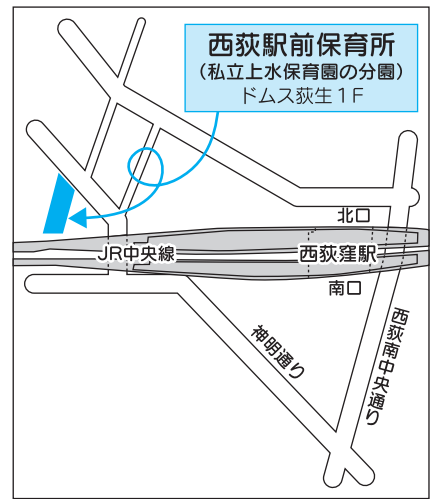 西荻駅前保育所
（私立上水保育園の分園）
ドムス荻生１F
北口
JR中央線
西荻窪駅
南口
神明通り
西荻南中央通り